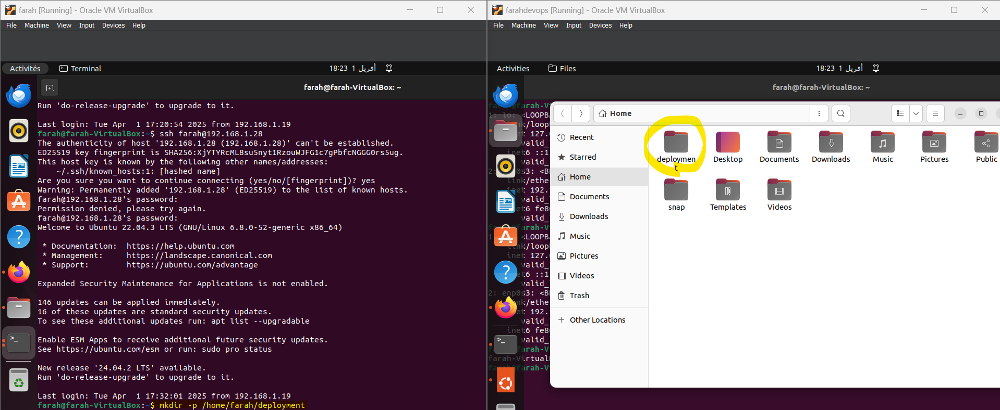 farah [Running] - Oracle VM VirtualBox
File Machine View Input Devices Help
Activités Terminal 18:23 1 أفريل
farah@farah-VirtualBox: ~
Run 'do-release-upgrade' to upgrade to it.
Last login: Tue Apr  1 17:20:54 2025 from 192.168.1.19
farah@farah-VirtualBox:~$ ssh farah@192.168.1.28
The authenticity of host '192.168.1.28 (192.168.1.28)' can't be established.
ED25519 key fingerprint is SHA256:XjYTYRcML8su5nyt1RzouWJFG1c7gPbfcNGGG0rs5ug.
This host key is known by the following other names/addresses:
    ~/.ssh/known_hosts:1: [hashed name]
Are you sure you want to continue connecting (yes/no/[fingerprint])? yes
Warning: Permanently added '192.168.1.28' (ED25519) to the list of known hosts.
farah@192.168.1.28's password:
Permission denied, please try again.
farah@192.168.1.28's password:
Welcome to Ubuntu 22.04.3 LTS (GNU/Linux 6.8.0-52-generic x86_64)
 * Documentation:  https://help.ubuntu.com
 * Management:     https://landscape.canonical.com
 * Support:        https://ubuntu.com/advantage
Expanded Security Maintenance for Applications is not enabled.
146 updates can be applied immediately.
16 of these updates are standard security updates.
To see these additional updates run: apt list --upgradable
Enable ESM Apps to receive additional future security updates.
See https://ubuntu.com/esm or run: sudo pro status
New release '24.04.2 LTS' available.
Run 'do-release-upgrade' to upgrade to it.
Last login: Tue Apr  1 17:32:01 2025 from 192.168.1.19
farah@farah-VirtualBox:~$ mkdir -p /home/farah/deployment
farahdevops [Running] - Oracle VM VirtualBox
File Machine View Input Devices Help
Activities Files 18:23 1 أفريل
farah@farah-VirtualBox: ~
Home
Recent
Starred
Home
Documents
Downloads
Music
Pictures
Videos
Trash
Other Locations
deploymen
t
Desktop
Documents
Downloads
Music
Pictures
Public
snap
Templates
Videos